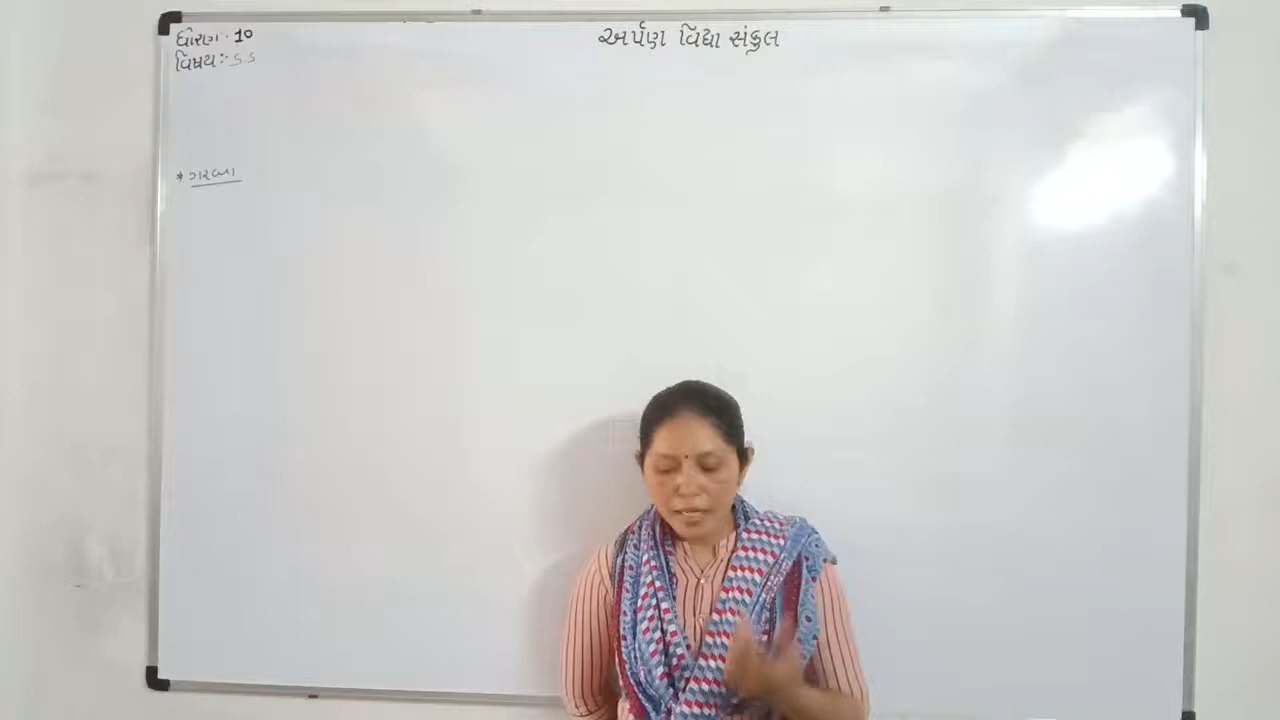 ધોરણ : 10
અર્પણ વિદ્યા સંકુલ
વિષય :- S.S
* ગરબા